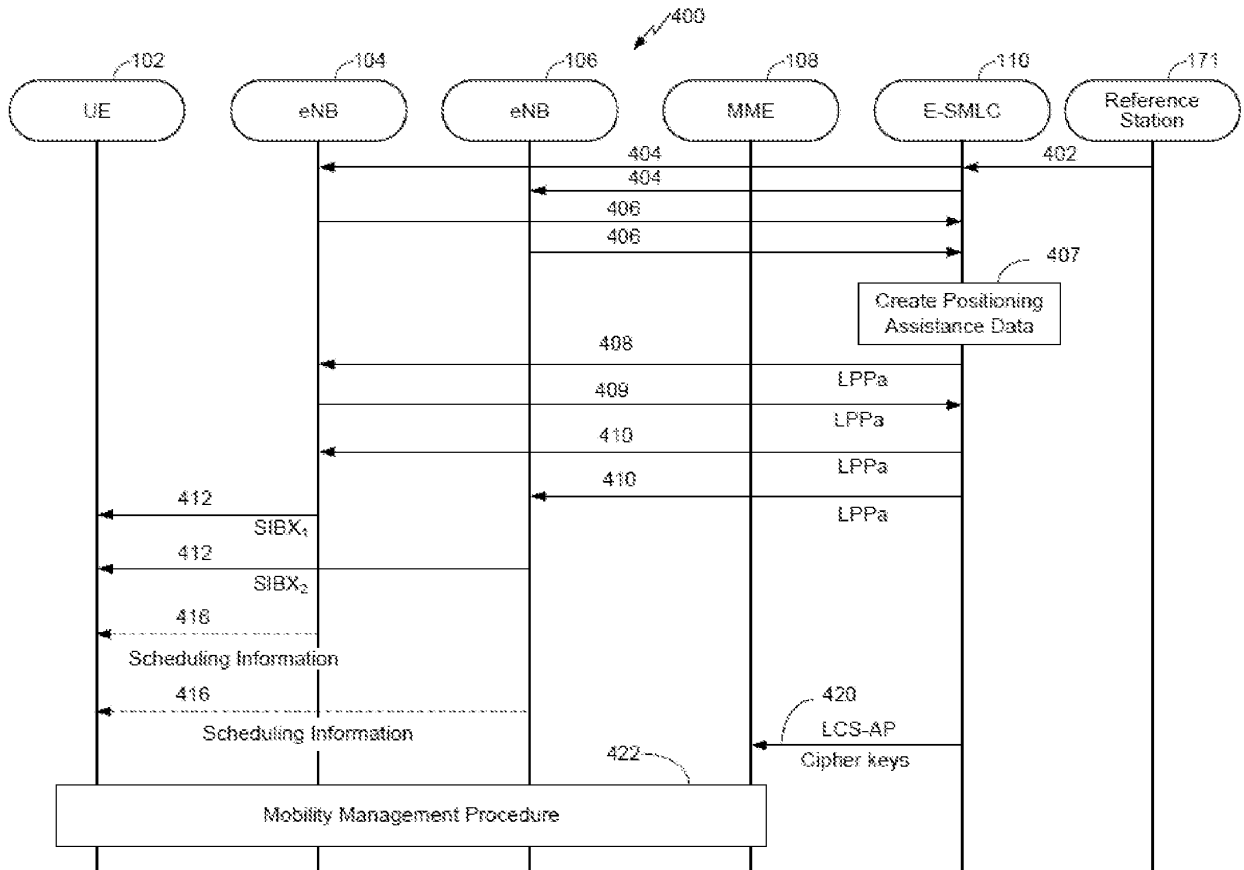 400
102
104
106
108
110
171
UE
eNB
eNB
MME
E-SMLC
Reference
Station
404
402
404
406
406
407
Create Positioning
Assistance Data
408
LPPa
409
LPPa
410
LPPa
410
LPPa
412
SIBX₁
412
SIBX₂
416
Scheduling Information
416
Scheduling Information
420
LCS-AP
Cipher keys
422
Mobility Management Procedure